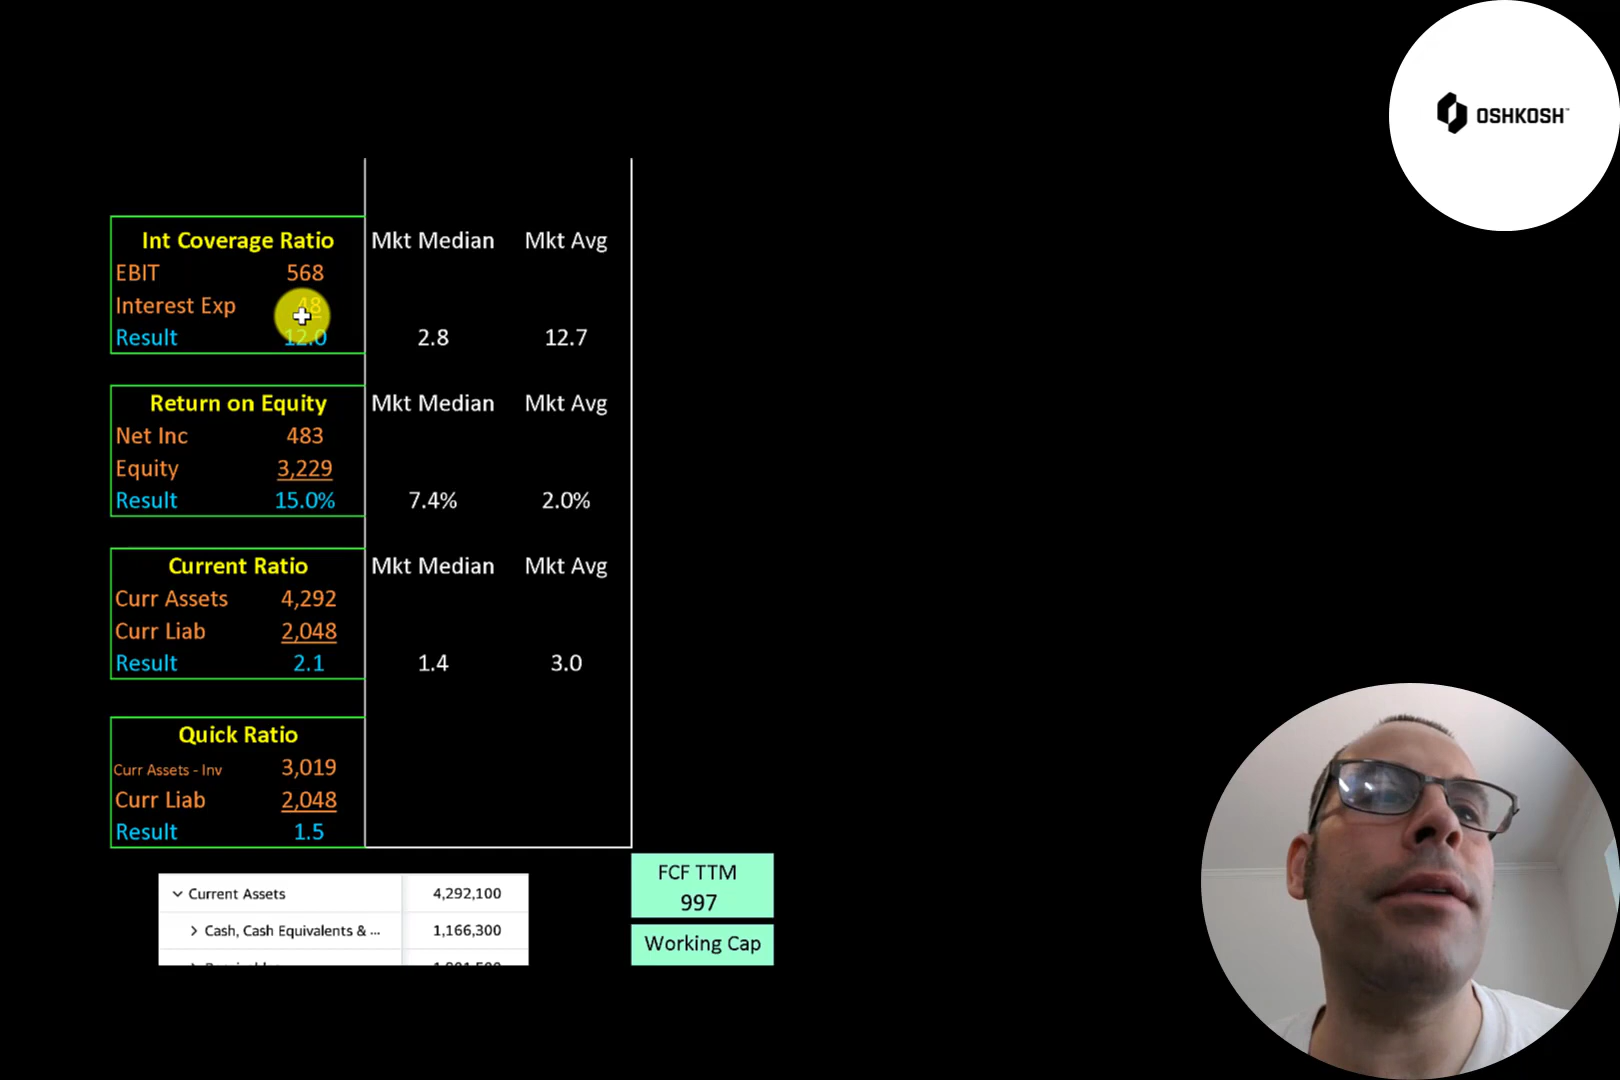 OSHKOSH™
Int Coverage Ratio Mkt Median Mkt Avg
EBIT 568
Interest Exp 48
Result 12.0 2.8 12.7
Return on Equity Mkt Median Mkt Avg
Net Inc 483
Equity 3,229
Result 15.0% 7.4% 2.0%
Current Ratio Mkt Median Mkt Avg
Curr Assets 4,292
Curr Liab 2,048
Result 2.1 1.4 3.0
Quick Ratio
Curr Assets - Inv 3,019
Curr Liab 2,048
Result 1.5
FCF TTM
997
Working Cap
Current Assets 4,292,100
Cash, Cash Equivalents & ... 1,166,300